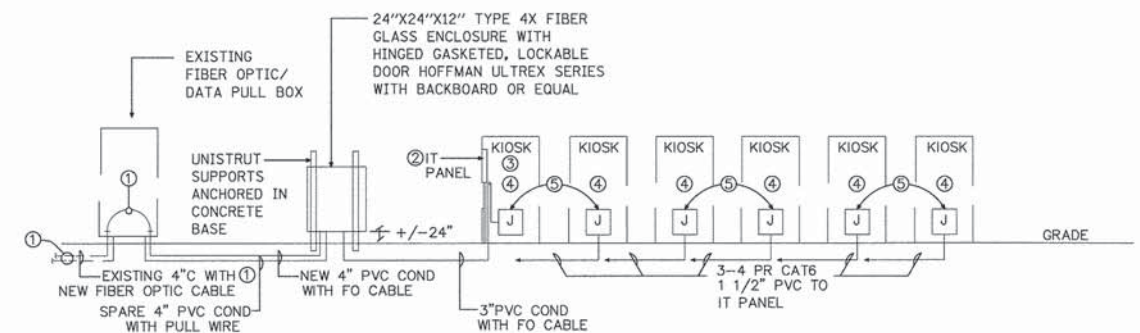 24"X24"X12" TYPE 4X FIBER
GLASS ENCLOSURE WITH
HINGED GASKETED, LOCKABLE
DOOR HOFFMAN ULTREX SERIES
WITH BACKBOARD OR EQUAL
EXISTING
FIBER OPTIC/
DATA PULL BOX
UNISTRUT
SUPPORTS
ANCHORED IN
CONCRETE
BASE
② IT
PANEL
KIOSK
③
KIOSK
KIOSK
KIOSK
KIOSK
KIOSK
①
④
⑤
④
④
⑤
④
④
⑤
④
J
J
J
J
J
J
+/-24"
GRADE
①
EXISTING 4"C WITH ①
NEW FIBER OPTIC CABLE
SPARE 4" PVC COND
WITH PULL WIRE
NEW 4" PVC COND
WITH FO CABLE
3"PVC COND
WITH FO CABLE
3-4 PR CAT6
1 1/2" PVC TO
IT PANEL